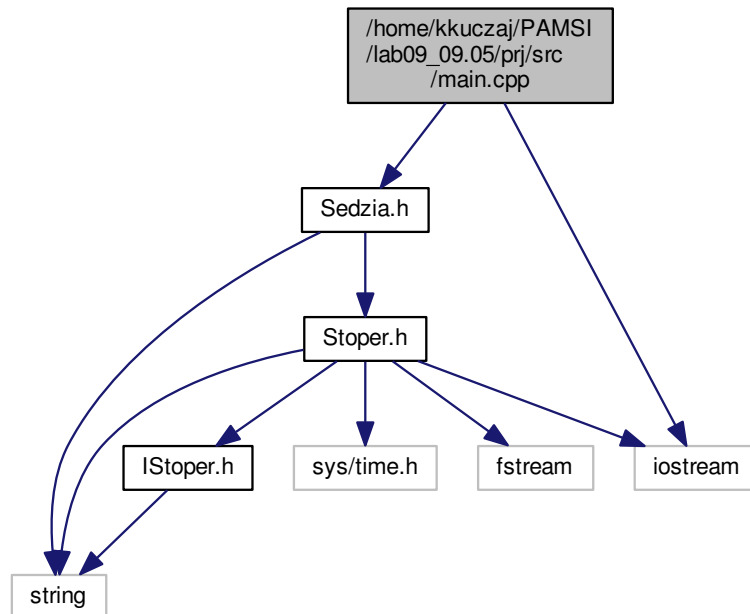 /home/kkuczaj/PAMSI
/lab09_09.05/prj/src
/main.cpp
Sedzia.h
Stoper.h
IStoper.h
sys/time.h
fstream
iostream
string